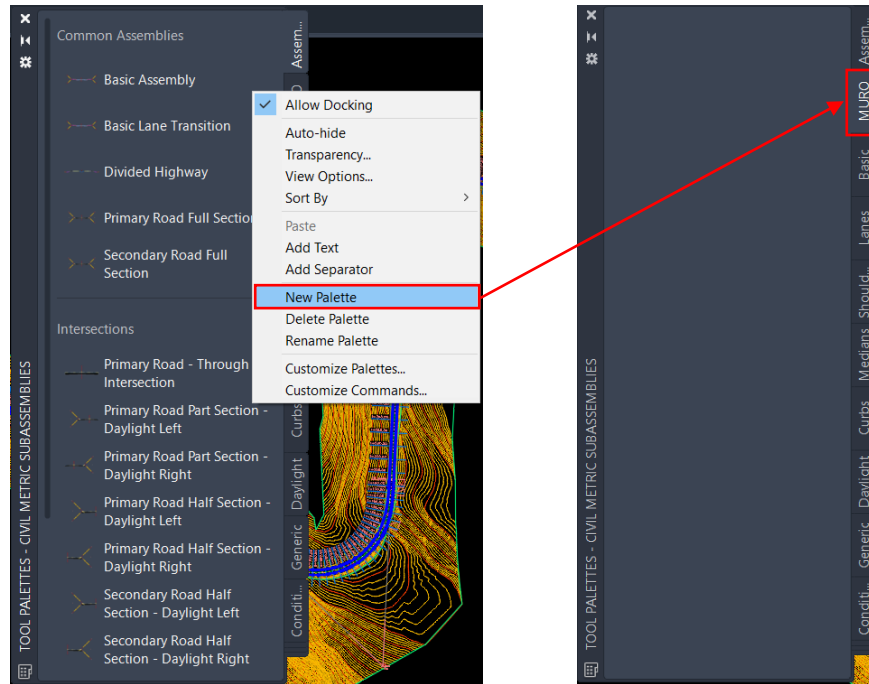 Common Assemblies
Basic Assembly
Basic Lane Transition
Divided Highway
Primary Road Full Section
Secondary Road Full
Section
Intersections
Primary Road - Through
Intersection
Primary Road Part Section -
Daylight Left
Primary Road Part Section -
Daylight Right
Primary Road Half Section -
Daylight Left
Primary Road Half Section -
Daylight Right
Secondary Road Half
Section - Daylight Left
Secondary Road Half
Section - Daylight Right
TOOL PALETTES - CIVIL METRIC SUBASSEMBLIES
Assem...
Curbs
Daylight
Generic
Conditi...
Allow Docking
Auto-hide
Transparency...
View Options...
Sort By
Paste
Add Text
Add Separator
New Palette
Delete Palette
Rename Palette
Customize Palettes...
Customize Commands...
TOOL PALETTES - CIVIL METRIC SUBASSEMBLIES
Assem...
MURO
Basic
Lanes
Should...
Medians
Curbs
Daylight
Generic
Conditi...